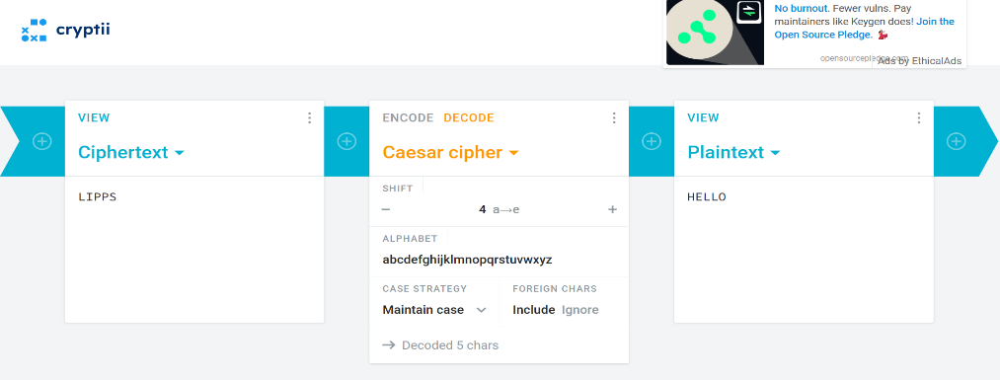 cryptii
No burnout. Fewer vulns. Pay
maintainers like Keygen does! Join the
Open Source Pledge. 💃
opensourcepledge.com
Ads by EthicalAds
VIEW
Ciphertext
LIPPS
ENCODE DECODE
Caesar cipher
SHIFT
− 4 a→e +
ALPHABET
abcdefghijklmnopqrstuvwxyz
CASE STRATEGY
Maintain case
FOREIGN CHARS
Include Ignore
→ Decoded 5 chars
VIEW
Plaintext
HELLO